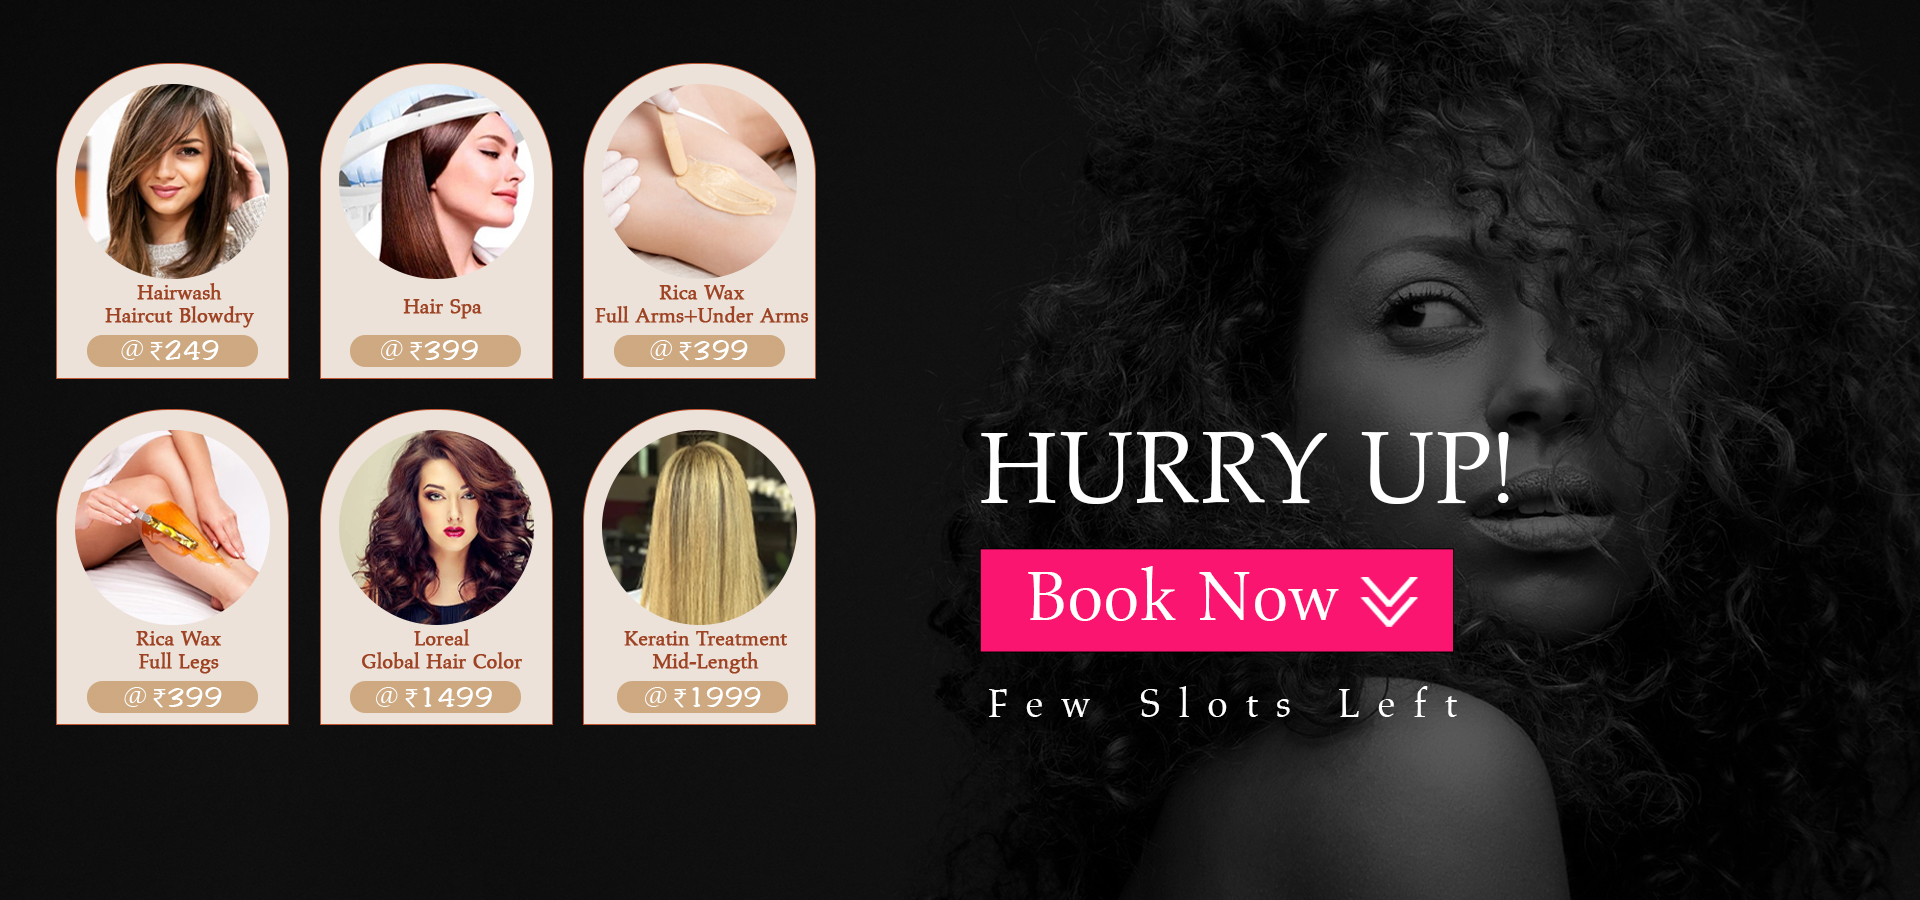 Hairwash
Haircut Blowdry
@ ₹249
Hair Spa
@ ₹399
Rica Wax
Full Arms+Under Arms
@ ₹399
Rica Wax
Full Legs
@ ₹399
Loreal
Global Hair Color
@ ₹1499
Keratin Treatment
Mid-Length
@ ₹1999
HURRY UP!
Book Now
Few Slots Left